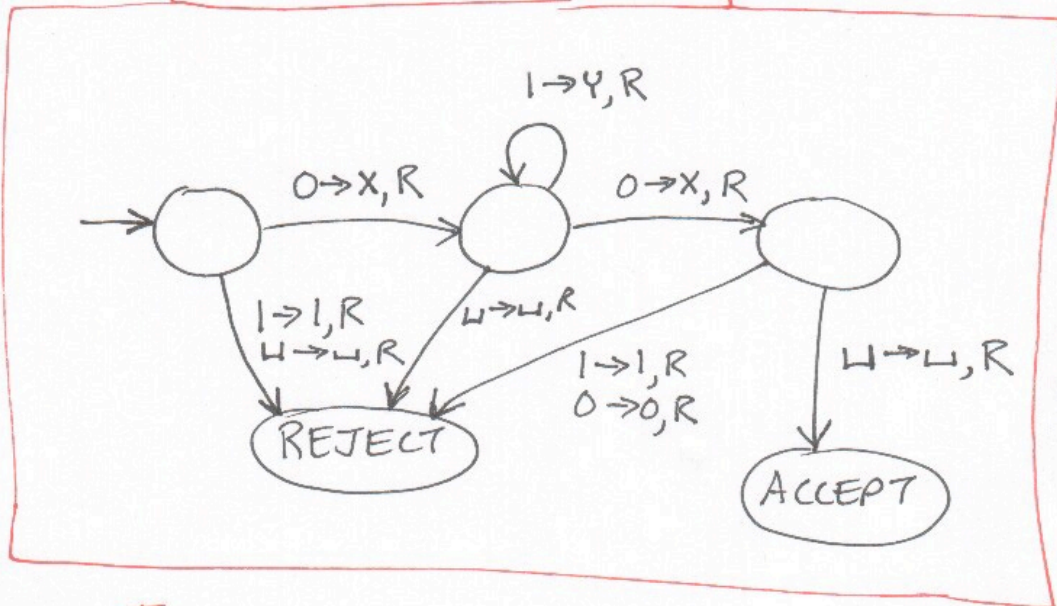 1→Y, R
0→X, R
0→X, R
1→1, R
⊔→⊔, R
⊔→⊔, R
1→1, R
0→0, R
⊔→⊔, R
REJECT
ACCEPT